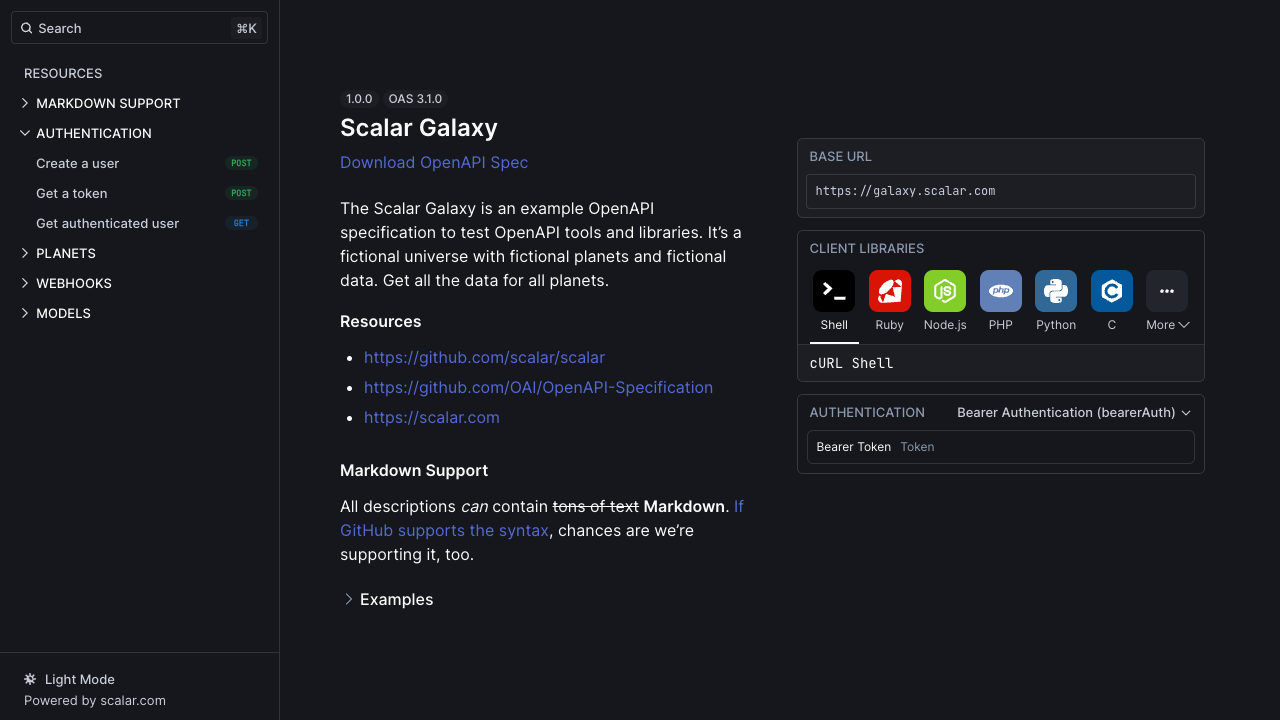 Search ⌘K
RESOURCES
MARKDOWN SUPPORT
AUTHENTICATION
Create a user POST
Get a token POST
Get authenticated user GET
PLANETS
WEBHOOKS
MODELS
Light Mode
Powered by scalar.com
1.0.0 OAS 3.1.0
Scalar Galaxy
Download OpenAPI Spec
The Scalar Galaxy is an example OpenAPI
specification to test OpenAPI tools and libraries. It’s a
fictional universe with fictional planets and fictional
data. Get all the data for all planets.
Resources
https://github.com/scalar/scalar
https://github.com/OAI/OpenAPI-Specification
https://scalar.com
Markdown Support
All descriptions can contain tons of text Markdown. If
GitHub supports the syntax, chances are we’re
supporting it, too.
Examples
BASE URL
https://galaxy.scalar.com
CLIENT LIBRARIES
JS php C
Shell Ruby Node.js PHP Python C More
cURL Shell
AUTHENTICATION Bearer Authentication (bearerAuth)
Bearer Token Token